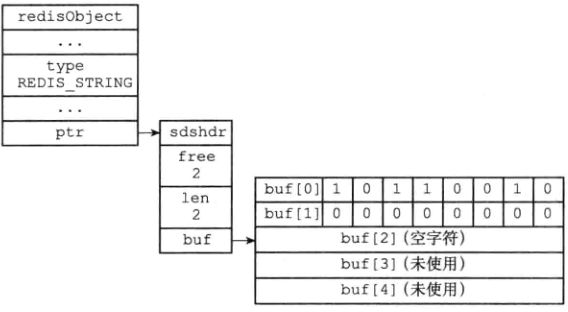 redisObject
...
type
REDIS_STRING
...
ptr
sdshdr
free
2
len
2
buf
buf[0] 1 0 1 1 0 0 1 0
buf[1] 0 0 0 0 0 0 0 0
buf[2](空字符)
buf[3](未使用)
buf[4](未使用)